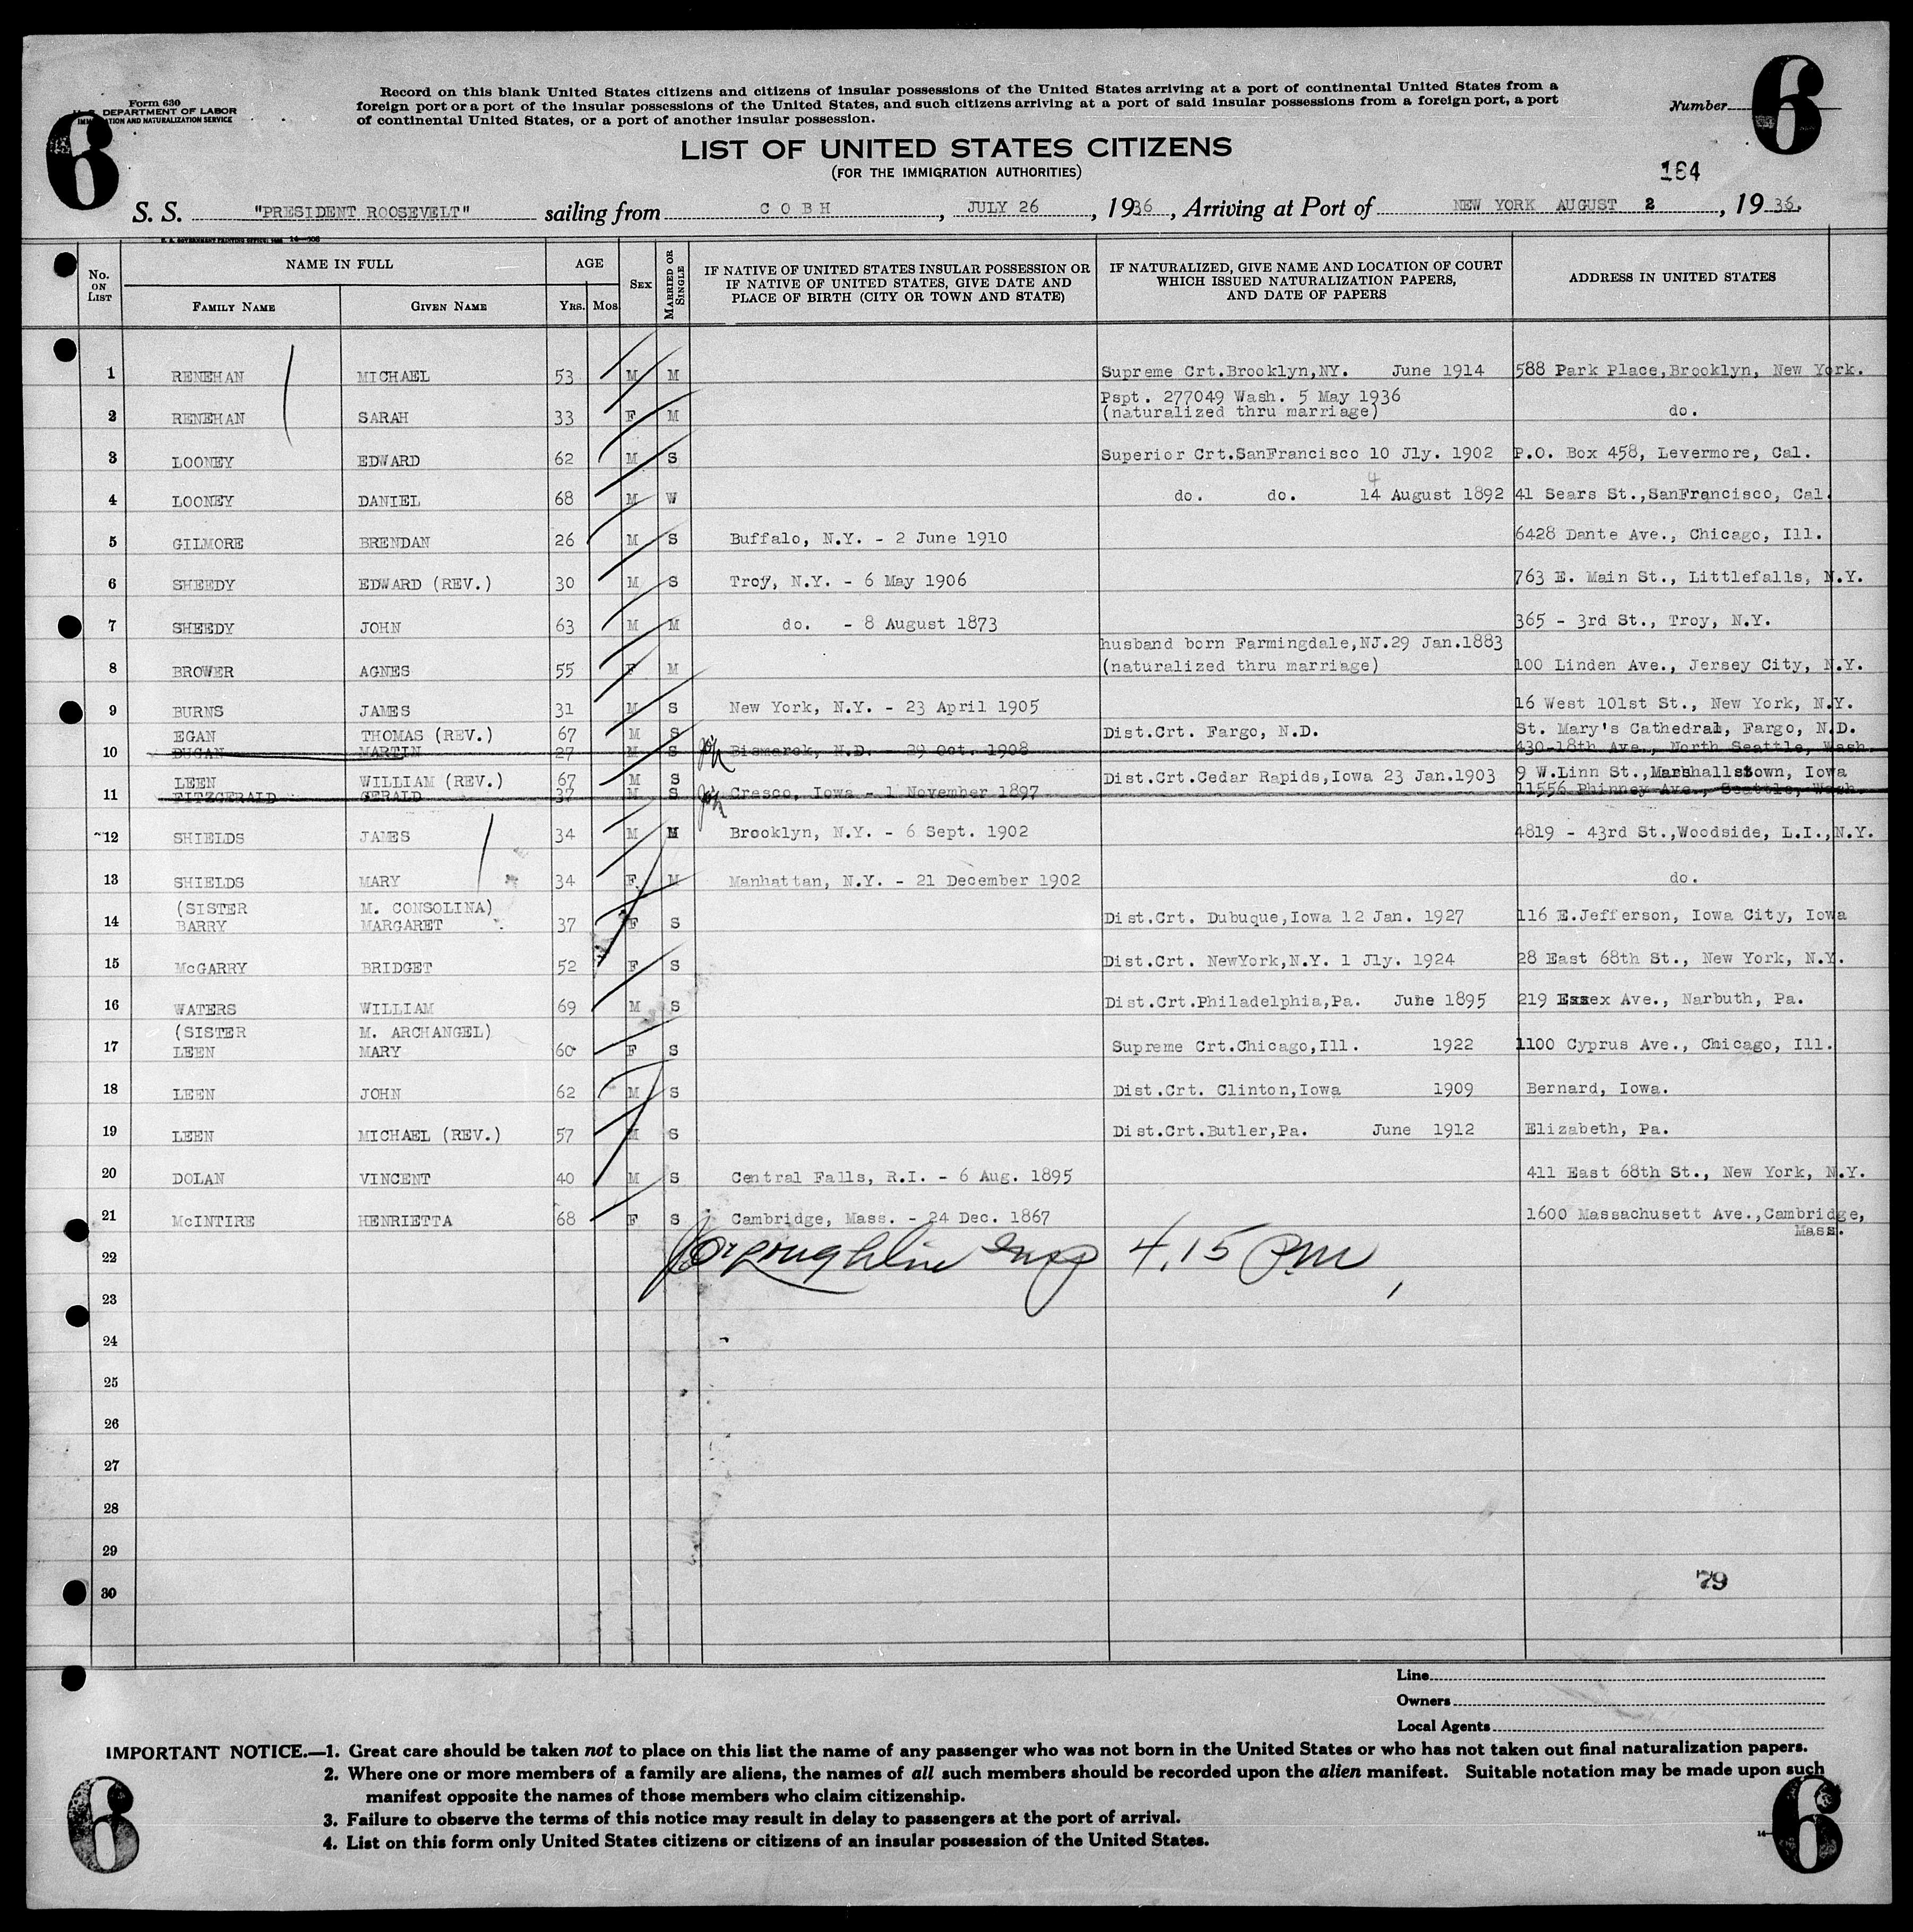 Form 630
U. S. DEPARTMENT OF LABOR
IMMIGRATION AND NATURALIZATION SERVICE
6
Record on this blank United States citizens and citizens of insular possessions of the United States arriving at a port of continental United States from a
foreign port or a port of the insular possessions of the United States, and such citizens arriving at a port of said insular possessions from a foreign port, a port
of continental United States, or a port of another insular possession.
Number 6
LIST OF UNITED STATES CITIZENS
(FOR THE IMMIGRATION AUTHORITIES)
164
S. S. "PRESIDENT ROOSEVELT" sailing from COBH, JULY 26, 1936, Arriving at Port of NEW YORK AUGUST 2, 1936.
No. ON LIST
NAME IN FULL
FAMILY NAME GIVEN NAME
AGE
YRS. MOS
SEX
MARRIED OR SINGLE
IF NATIVE OF UNITED STATES INSULAR POSSESSION OR
IF NATIVE OF UNITED STATES, GIVE DATE AND
PLACE OF BIRTH (CITY OR TOWN AND STATE)
IF NATURALIZED, GIVE NAME AND LOCATION OF COURT
WHICH ISSUED NATURALIZATION PAPERS,
AND DATE OF PAPERS
ADDRESS IN UNITED STATES
1 RENEHAN MICHAEL 53 M M Supreme Crt.Brooklyn,NY. June 1914 588 Park Place,Brooklyn, New York.
Pspt. 277049 Wash. 5 May 1936
2 RENEHAN SARAH 33 F M (naturalized thru marriage) do.
3 LOONEY EDWARD 62 M S Superior Crt.SanFrancisco 10 Jly. 1902 P.O. Box 458, Levermore, Cal.
4
4 LOONEY DANIEL 68 M W do. do. 14 August 1892 41 Sears St.,SanFrancisco, Cal.
5 GILMORE BRENDAN 26 M S Buffalo, N.Y. - 2 June 1910 6428 Dante Ave., Chicago, Ill.
6 SHEEDY EDWARD (REV.) 30 M S Troy, N.Y. - 6 May 1906 763 E. Main St., Littlefalls, N.Y.
7 SHEEDY JOHN 63 M M do. - 8 August 1873 365 - 3rd St., Troy, N.Y.
husband born Farmingdale,NJ.29 Jan.1883
8 BROWER AGNES 55 F M (naturalized thru marriage) 100 Linden Ave., Jersey City, N.Y.
9 BURNS JAMES 31 M S New York, N.Y. - 23 April 1905 16 West 101st St., New York, N.Y.
EGAN THOMAS (REV.) 67 M S Dist.Crt. Fargo, N.D. St. Mary's Cathedral, Fargo, N.D.
10 DUGAN MARTIN 27 M S Bismarck, N.D. - 29 Oct. 1908 430-18th Ave., North Seattle, Wash.
LEEN WILLIAM (REV.) 67 M S Dist.Crt.Cedar Rapids,Iowa 23 Jan.1903 9 W.Linn St.,Marshallstown, Iowa
11 FITZGERALD GERALD 37 M S Cresco, Iowa - 1 November 1897 11556 Phinney Ave., Seattle, Wash.
12 SHIELDS JAMES 34 M M Brooklyn, N.Y. - 6 Sept. 1902 4819 - 43rd St.,Woodside, L.I.,N.Y.
13 SHIELDS MARY 34 F M Manhattan, N.Y. - 21 December 1902 do.
(SISTER M. CONSOLINA)
14 BARRY MARGARET 37 F S Dist.Crt. Dubuque,Iowa 12 Jan. 1927 116 E.Jefferson, Iowa City, Iowa
15 McGARRY BRIDGET 52 F S Dist.Crt. NewYork,N.Y. 1 Jly. 1924 28 East 68th St., New York, N.Y.
16 WATERS WILLIAM 69 M S Dist.Crt.Philadelphia,Pa. June 1895 219 Essex Ave., Narbuth, Pa.
(SISTER M. ARCHANGEL)
17 LEEN MARY 60 F S Supreme Crt.Chicago,Ill. 1922 1100 Cyprus Ave., Chicago, Ill.
18 LEEN JOHN 62 M S Dist.Crt. Clinton,Iowa 1909 Bernard, Iowa.
19 LEEN MICHAEL (REV.) 57 M S Dist.Crt.Butler,Pa. June 1912 Elizabeth, Pa.
20 DOLAN VINCENT 40 M S Central Falls, R.I. - 6 Aug. 1895 411 East 68th St., New York, N.Y.
21 McINTIRE HENRIETTA 68 F S Cambridge, Mass. - 24 Dec. 1867 1600 Massachusett Ave.,Cambridge,
Mass.
22 4.15 PM
23
24
25
26
27
28
29
30
79
Line
Owners
Local Agents
IMPORTANT NOTICE.—1. Great care should be taken not to place on this list the name of any passenger who was not born in the United States or who has not taken out final naturalization papers.
2. Where one or more members of a family are aliens, the names of all such members should be recorded upon the alien manifest. Suitable notation may be made upon such
manifest opposite the names of those members who claim citizenship.
3. Failure to observe the terms of this notice may result in delay to passengers at the port of arrival.
4. List on this form only United States citizens or citizens of an insular possession of the United States.
6
6